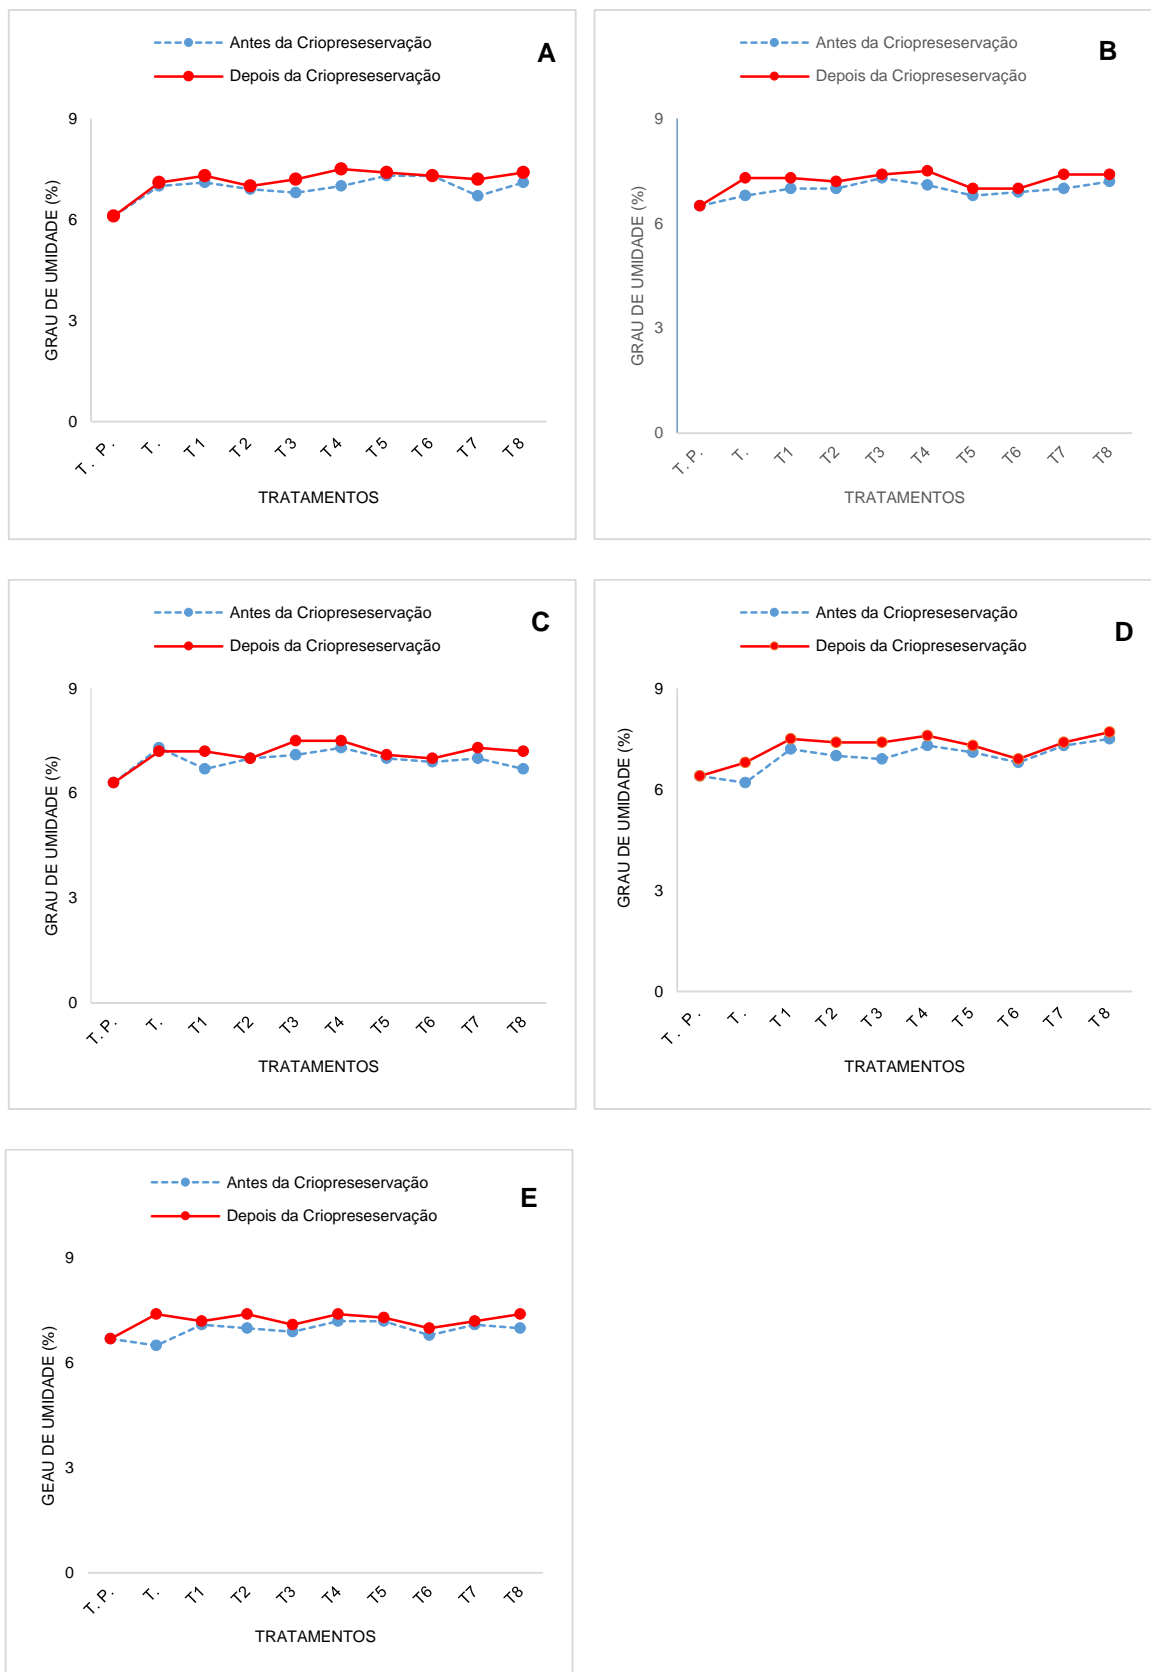 Antes da Criopreseservação
Depois da Criopreseservação
A
9
6
3
0
GRAU DE UMIDADE (%)
T. P. T. T1 T2 T3 T4 T5 T6 T7 T8
TRATAMENTOS
Antes da Criopreseservação
Depois da Criopreseservação
B
9
6
3
0
GRAU DE UMIDADE (%)
T. P. T. T1 T2 T3 T4 T5 T6 T7 T8
TRATAMENTOS
Antes da Criopreseservação
Depois da Criopreseservação
C
9
6
3
0
GRAU DE UMIDADE (%)
T. P. T. T1 T2 T3 T4 T5 T6 T7 T8
TRATAMENTOS
Antes da Criopreseservação
Depois da Criopreseservação
D
9
6
3
0
GRAU DE UMIDADE (%)
T. P. T. T1 T2 T3 T4 T5 T6 T7 T8
TRATAMENTOS
Antes da Criopreseservação
Depois da Criopreseservação
E
9
6
3
0
GEAU DE UMIDADE (%)
T. P. T. T1 T2 T3 T4 T5 T6 T7 T8
TRATAMENTOS